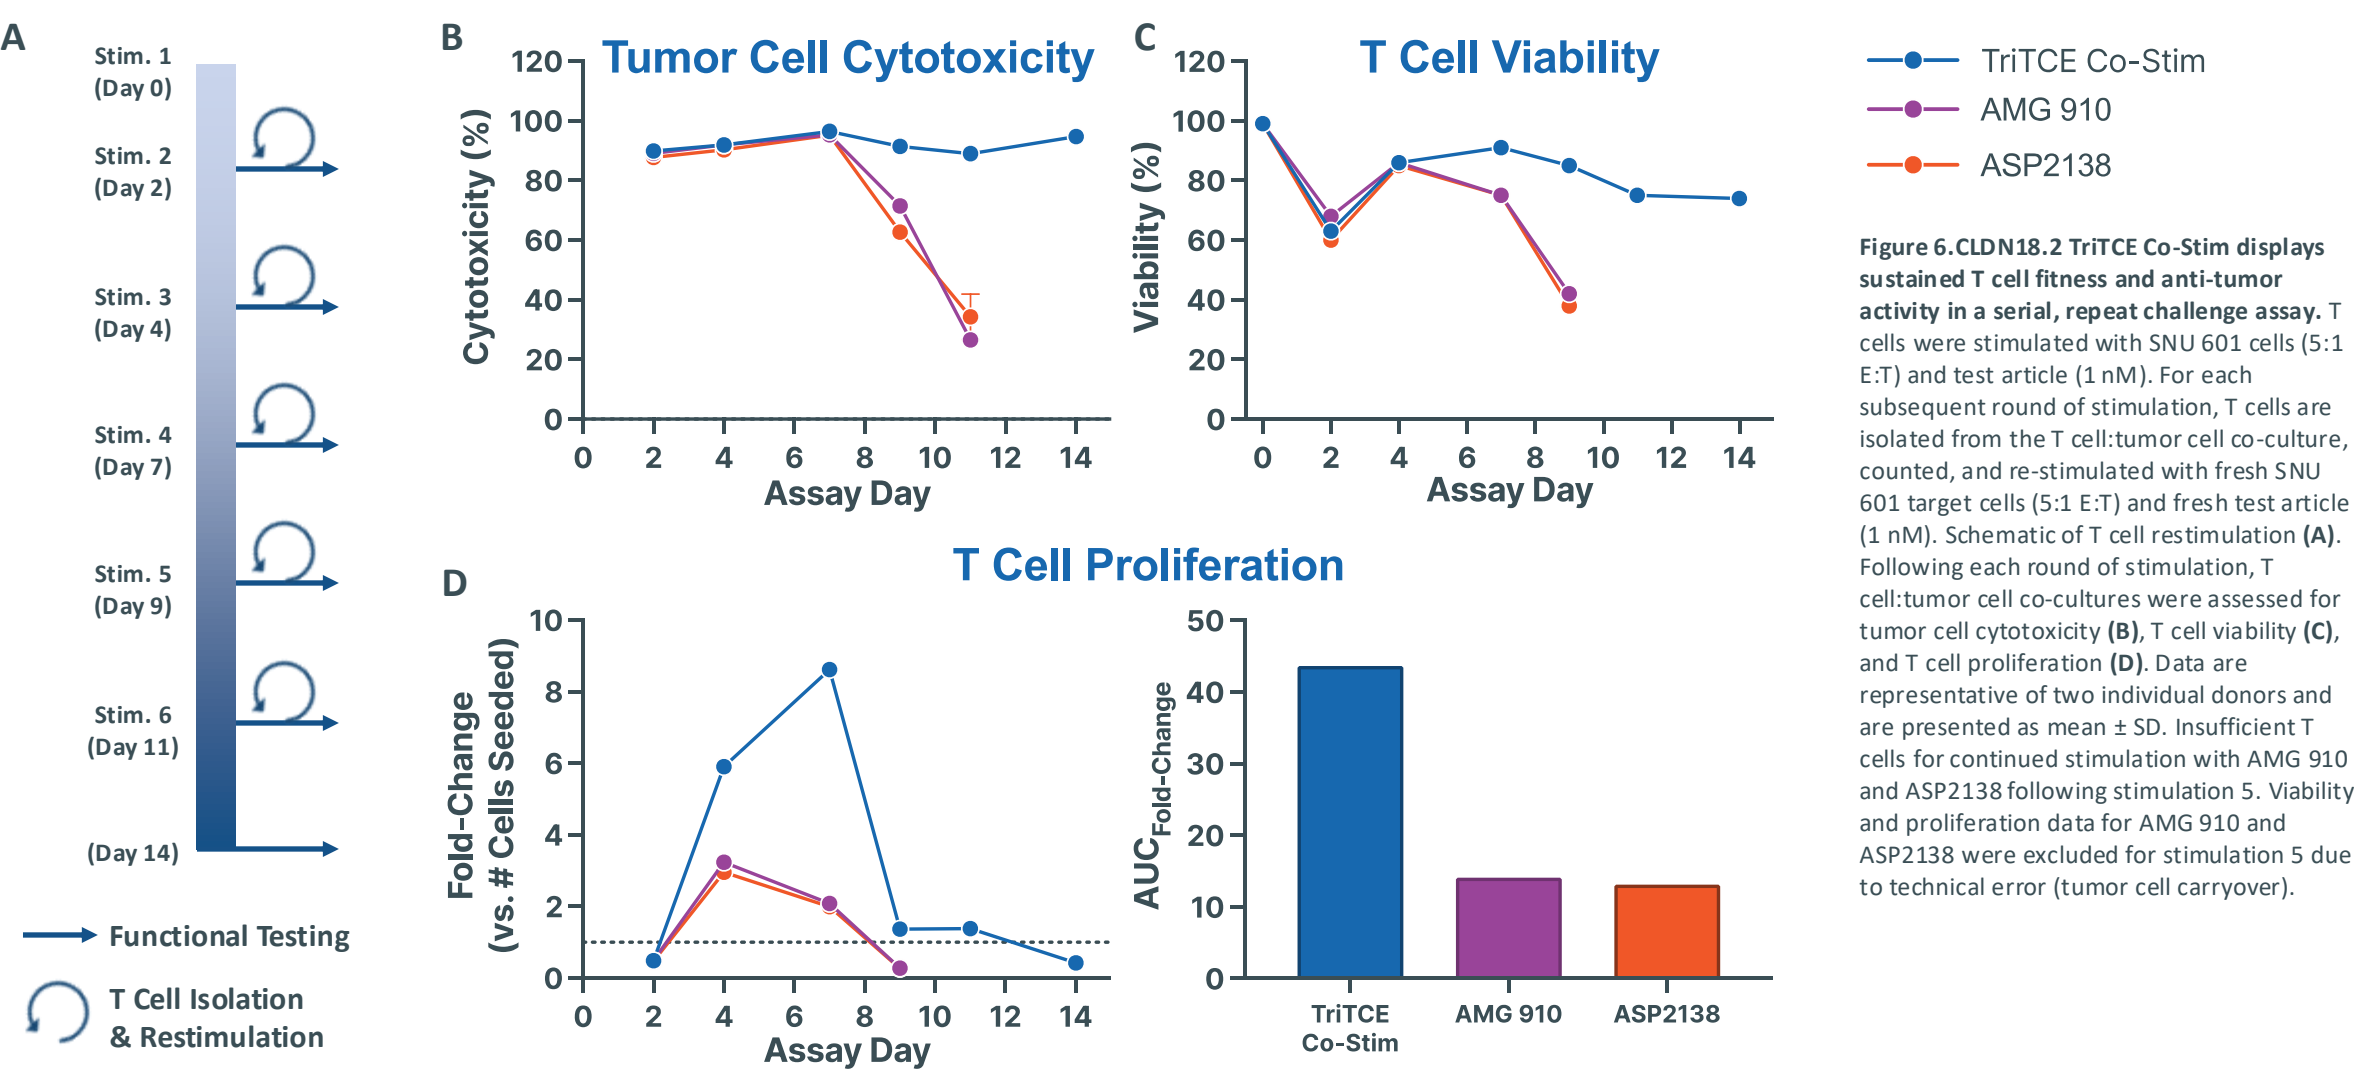 A
Stim. 1
(Day 0)
Stim. 2
(Day 2)
Stim. 3
(Day 4)
Stim. 4
(Day 7)
Stim. 5
(Day 9)
Stim. 6
(Day 11)
(Day 14)
Functional Testing
T Cell Isolation
& Restimulation
B
Tumor Cell Cytotoxicity
Cytotoxicity (%)
120
100
80
60
40
20
0
0 2 4 6 8 10 12 14
Assay Day
C
T Cell Viability
Viability (%)
120
100
80
60
40
20
0
0 2 4 6 8 10 12 14
Assay Day
D
T Cell Proliferation
Fold-Change
(vs. # Cells Seeded)
10
8
6
4
2
0
0 2 4 6 8 10 12 14
Assay Day
AUCFold-Change
50
40
30
20
10
0
TriTCE
Co-Stim
AMG 910
ASP2138
TriTCE Co-Stim
AMG 910
ASP2138
Figure 6.CLDN18.2 TriTCE Co-Stim displays
sustained T cell fitness and anti-tumor
activity in a serial, repeat challenge assay. T
cells were stimulated with SNU 601 cells (5:1
E:T) and test article (1 nM). For each
subsequent round of stimulation, T cells are
isolated from the T cell:tumor cell co-culture,
counted, and re-stimulated with fresh SNU
601 target cells (5:1 E:T) and fresh test article
(1 nM). Schematic of T cell restimulation (A).
Following each round of stimulation, T
cell:tumor cell co-cultures were assessed for
tumor cell cytotoxicity (B), T cell viability (C),
and T cell proliferation (D). Data are
representative of two individual donors and
are presented as mean ± SD. Insufficient T
cells for continued stimulation with AMG 910
and ASP2138 following stimulation 5. Viability
and proliferation data for AMG 910 and
ASP2138 were excluded for stimulation 5 due
to technical error (tumor cell carryover).